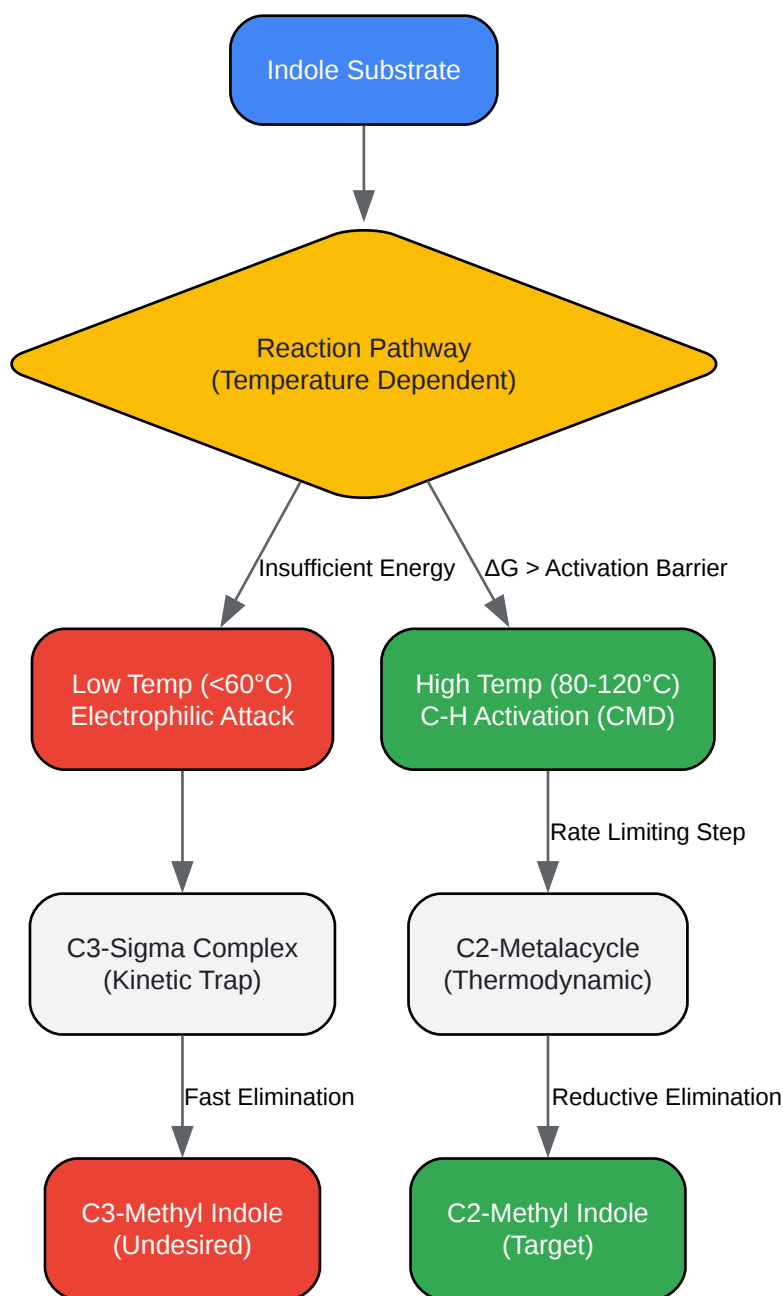 Indole Substrate
Reaction Pathway
(Temperature Dependent)
Insufficient Energy
ΔG > Activation Barrier
Low Temp (<60°C)
Electrophilic Attack
High Temp (80-120°C)
C-H Activation (CMD)
Rate Limiting Step
C3-Sigma Complex
(Kinetic Trap)
C2-Metalacycle
(Thermodynamic)
Fast Elimination
Reductive Elimination
C3-Methyl Indole
(Undesired)
C2-Methyl Indole
(Target)